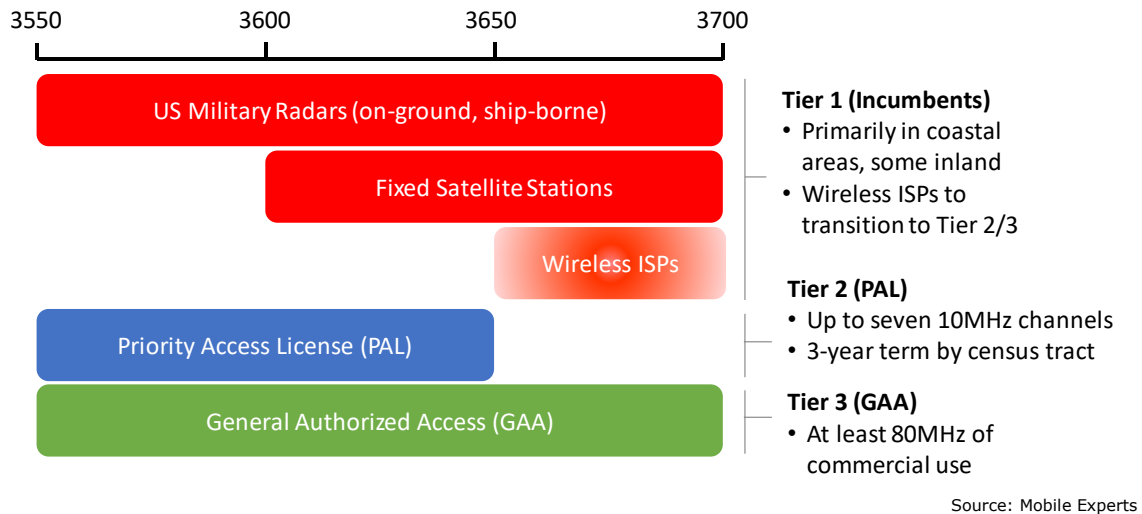 3550 3600 3650 3700
US Military Radars (on-ground, ship-borne)
Fixed Satellite Stations
Wireless ISPs
Priority Access License (PAL)
General Authorized Access (GAA)
Tier 1 (Incumbents)
• Primarily in coastal
areas, some inland
• Wireless ISPs to
transition to Tier 2/3
Tier 2 (PAL)
• Up to seven 10MHz channels
• 3-year term by census tract
Tier 3 (GAA)
• At least 80MHz of
commercial use
Source: Mobile Experts